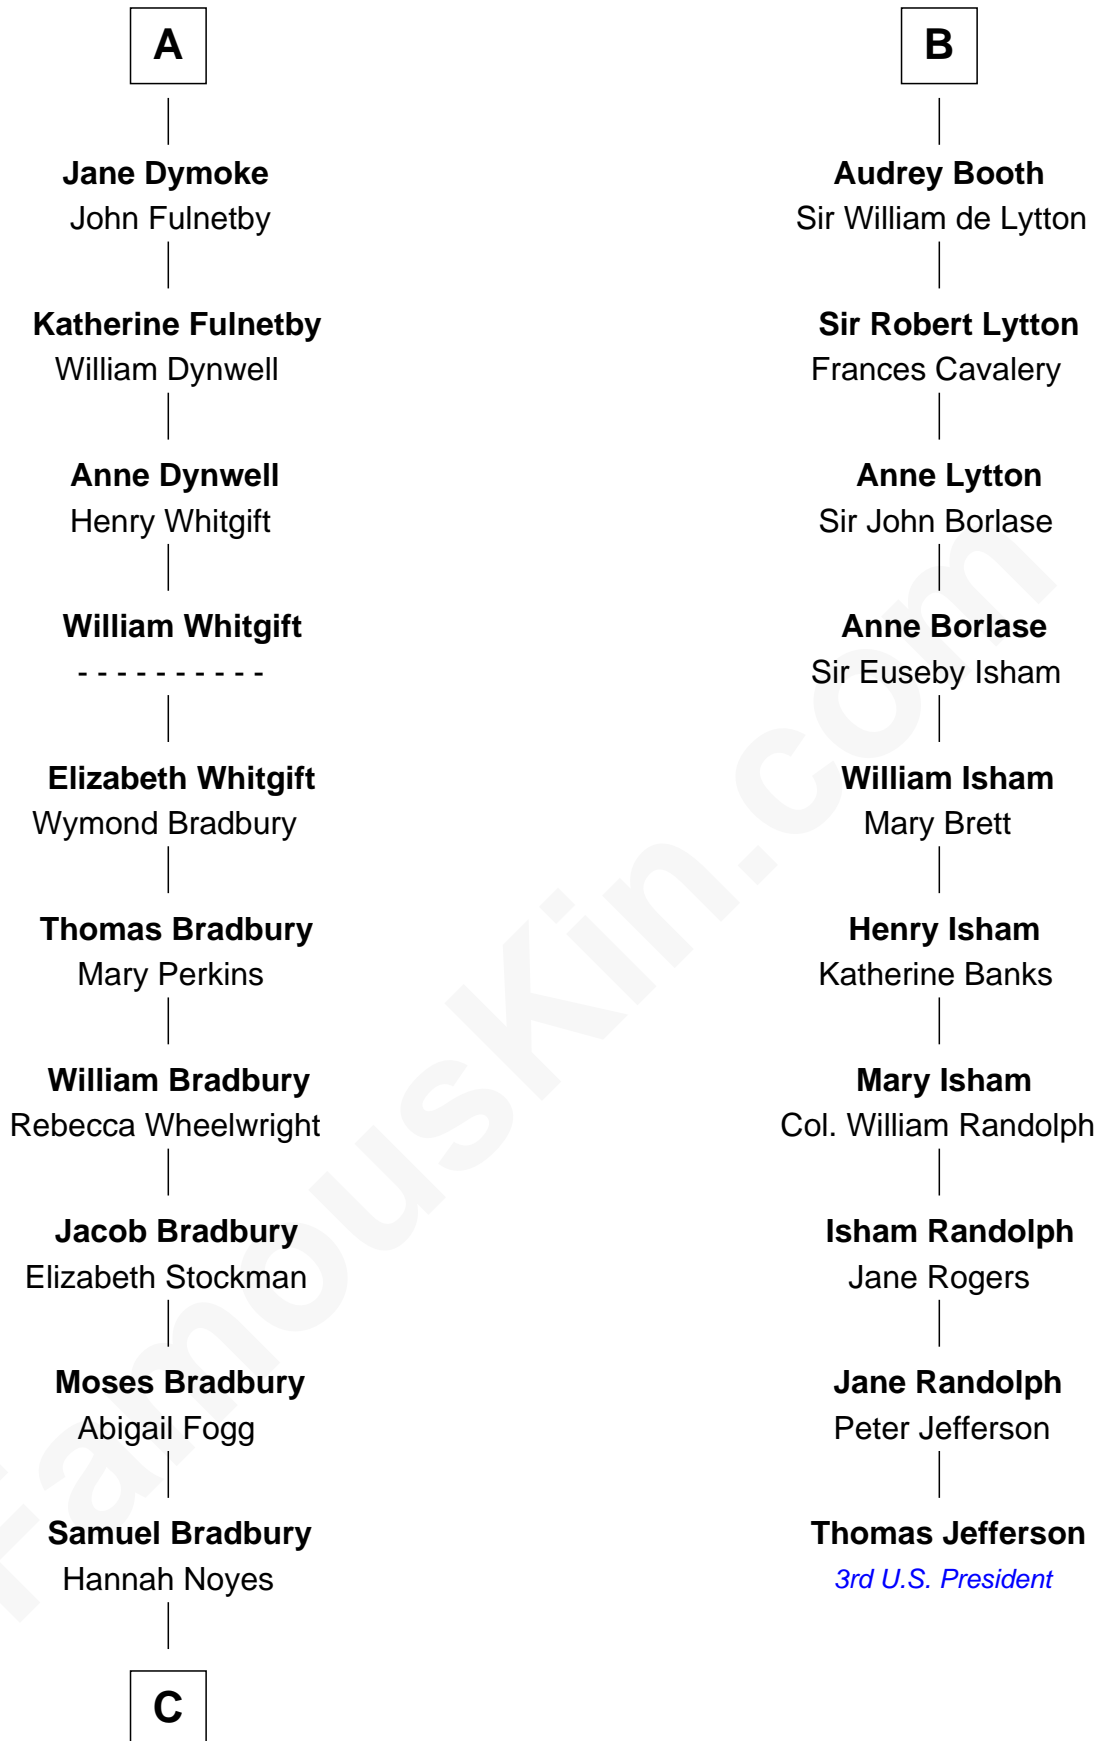 A
Jane Dymoke
John Fulnetby
Katherine Fulnetby
William Dynwell
Anne Dynwell
Henry Whitgift
William Whitgift
- - - - - - - - - -
Elizabeth Whitgift
Wymond Bradbury
Thomas Bradbury
Mary Perkins
William Bradbury
Rebecca Wheelwright
Jacob Bradbury
Elizabeth Stockman
Moses Bradbury
Abigail Fogg
Samuel Bradbury
Hannah Noyes
C
B
Audrey Booth
Sir William de Lytton
Sir Robert Lytton
Frances Cavalery
Anne Lytton
Sir John Borlase
Anne Borlase
Sir Euseby Isham
William Isham
Mary Brett
Henry Isham
Katherine Banks
Mary Isham
Col. William Randolph
Isham Randolph
Jane Rogers
Jane Randolph
Peter Jefferson
Thomas Jefferson
3rd U.S. President
FamousKin.com